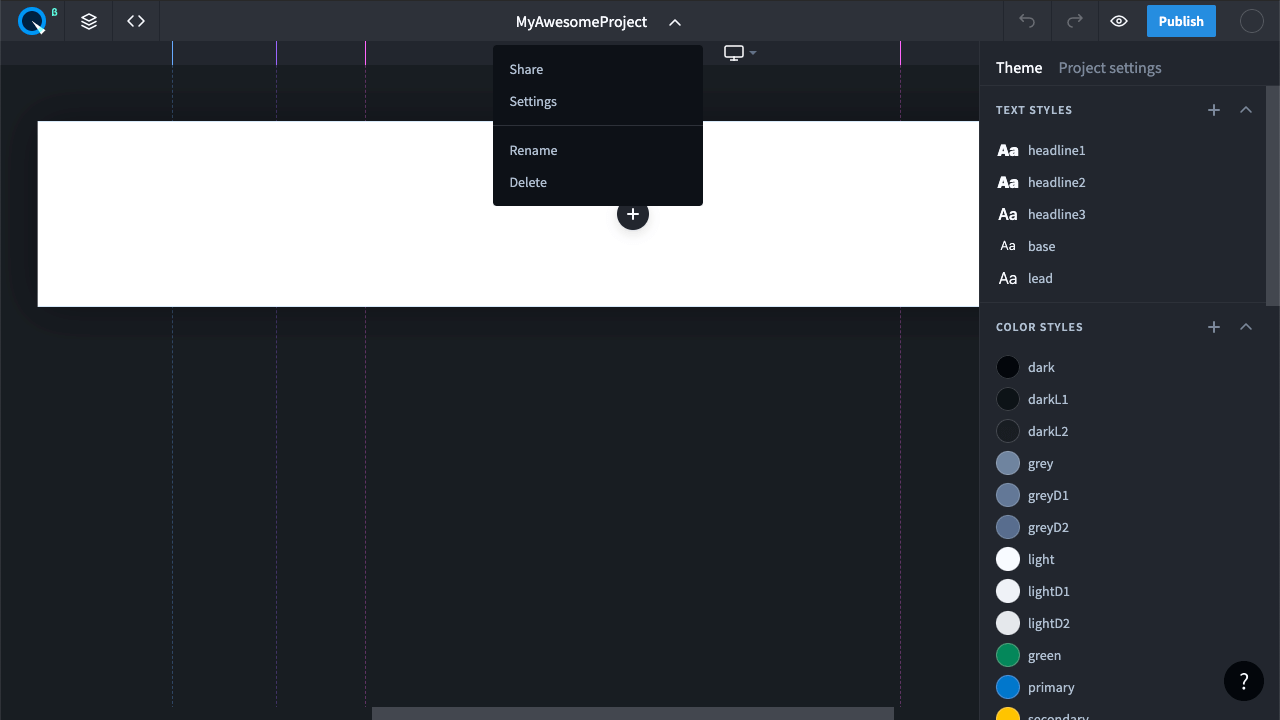 β
MyAwesomeProject
Publish
Share
Settings
Rename
Delete
Theme Project settings
TEXT STYLES
Aa headline1
Aa headline2
Aa headline3
Aa base
Aa lead
COLOR STYLES
dark
darkL1
darkL2
grey
greyD1
greyD2
light
lightD1
lightD2
green
primary
secondary
?